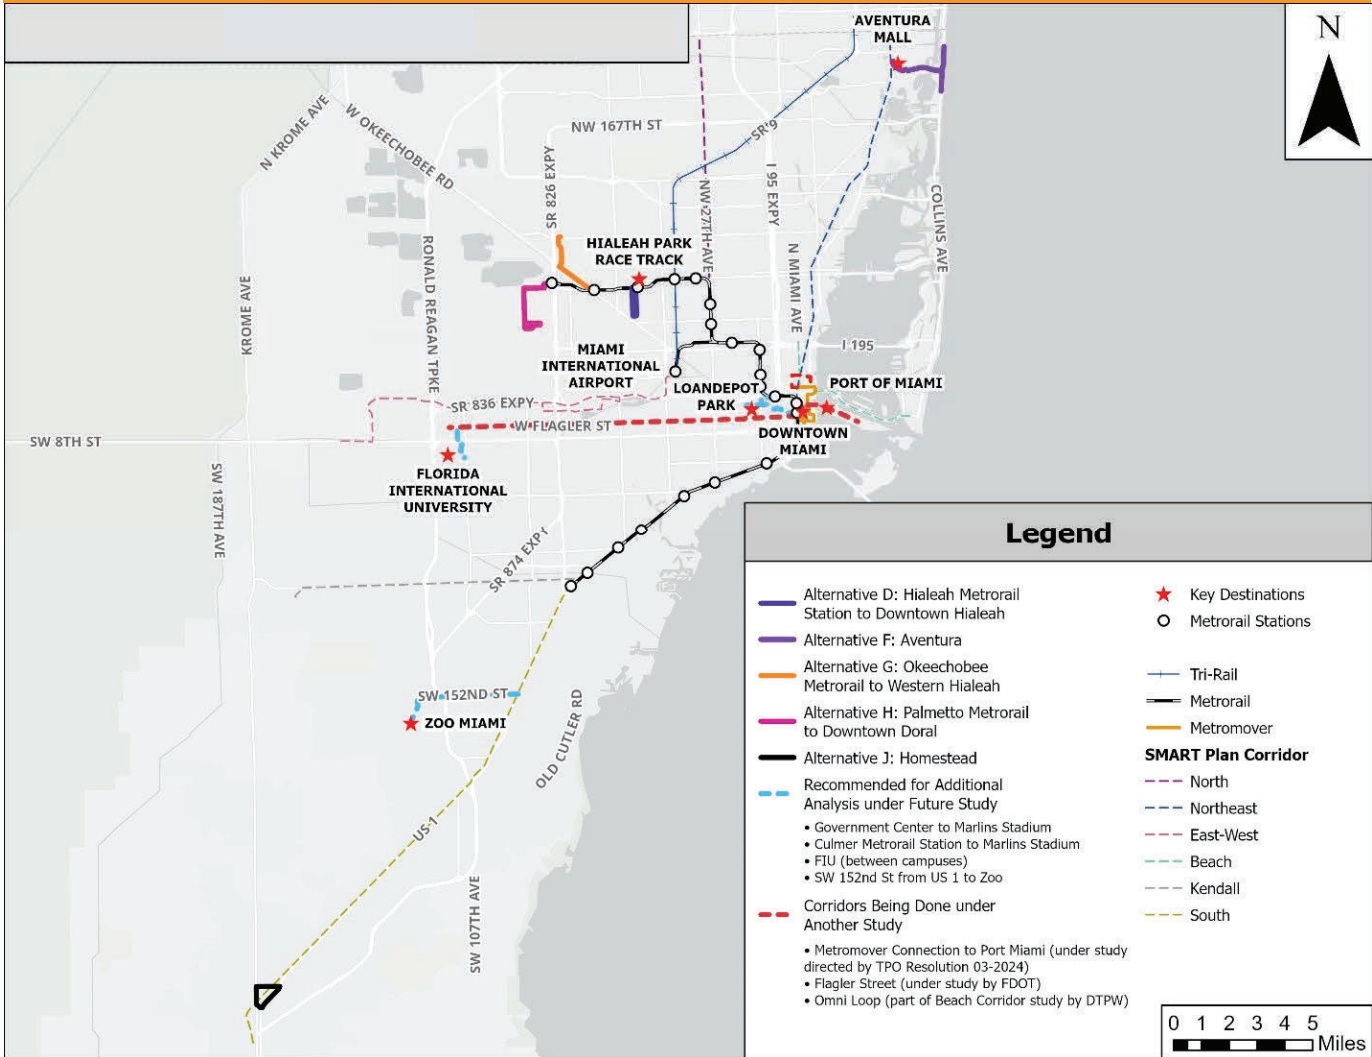 AVENTURA
MALL
N
N KROME AVE
W OKEECHOBEE RD
NW 167TH ST
SR 9
SR 826 EXPY
I 95 EXPY
NW 27TH AVE
COLLINS AVE
HIALEAH PARK
RACE TRACK
RONALD REAGAN TPKE
N MIAMI AVE
KROME AVE
I 195
MIAMI
INTERNATIONAL
AIRPORT
LOANDEPOT
PARK
PORT OF MIAMI
SR 836 EXPY
W FLAGLER ST
SW 8TH ST
DOWNTOWN
MIAMI
FLORIDA
INTERNATIONAL
UNIVERSITY
SW 187TH AVE
SR 874 EXPY
SW 152ND ST
ZOO MIAMI
OLD CUTLER RD
US 1
SW 107TH AVE
Legend
Alternative D: Hialeah Metrorail
Station to Downtown Hialeah
Alternative F: Aventura
Alternative G: Okeechobee
Metrorail to Western Hialeah
Alternative H: Palmetto Metrorail
to Downtown Doral
Alternative J: Homestead
Recommended for Additional
Analysis under Future Study
• Government Center to Marlins Stadium
• Culmer Metrorail Station to Marlins Stadium
• FIU (between campuses)
• SW 152nd St from US 1 to Zoo
Corridors Being Done under
Another Study
• Metromover Connection to Port Miami (under study
directed by TPO Resolution 03-2024)
• Flagler Street (under study by FDOT)
• Omni Loop (part of Beach Corridor study by DTPW)
Key Destinations
Metrorail Stations
Tri-Rail
Metrorail
Metromover
SMART Plan Corridor
North
Northeast
East-West
Beach
Kendall
South
0 1 2 3 4 5
Miles